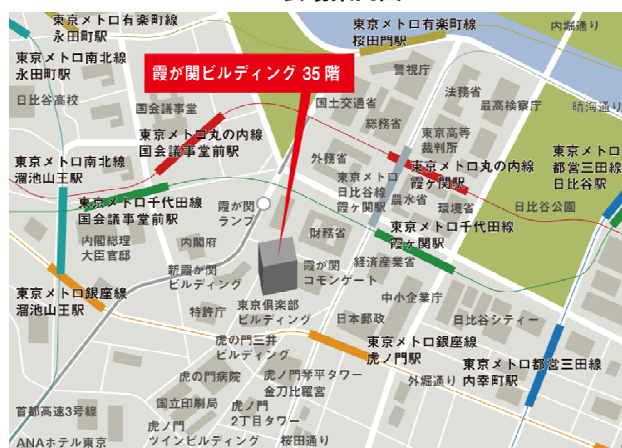 東京メトロ有楽町線
永田町駅
東京メトロ有楽町線
桜田門駅
内堀通り
東京メトロ南北線
永田町駅
霞が関ビルディング 35 階
警視庁
日比谷高校
国会議事堂
国土交通省
法務省
最高検察庁
晴海通り
総務省
東京メトロ丸の内線
国会議事堂前駅
東京高等
裁判所
東京メトロ南北線
溜池山王駅
外務省
東京メトロ丸の内線
霞ケ関駅
東京メトロ
都営三田線
日比谷駅
東京メトロ
日比谷線
霞ケ関駅
農水省
環境省
東京メトロ千代田線
国会議事堂前駅
霞が関
ランプ
日比谷公園
内閣総理
大臣官邸
内閣府
財務省
東京メトロ千代田線
霞ケ関駅
新霞が関
ビルディング
霞が関
コモンゲート
経済産業省
東京メトロ銀座線
溜池山王駅
特許庁
東京倶楽部
ビルディング
中小企業庁
日本郵政
日比谷シティー
虎の門三井
ビルディング
東京メトロ銀座線
虎ノ門駅
虎の門病院
虎ノ門琴平タワー
金刀比羅宮
外堀通り
東京メトロ都営三田線
内幸町駅
首都高速3号線
国立印刷局
虎ノ門
2丁目タワー
ANAホテル東京
虎ノ門
ツインビルディング
桜田通り